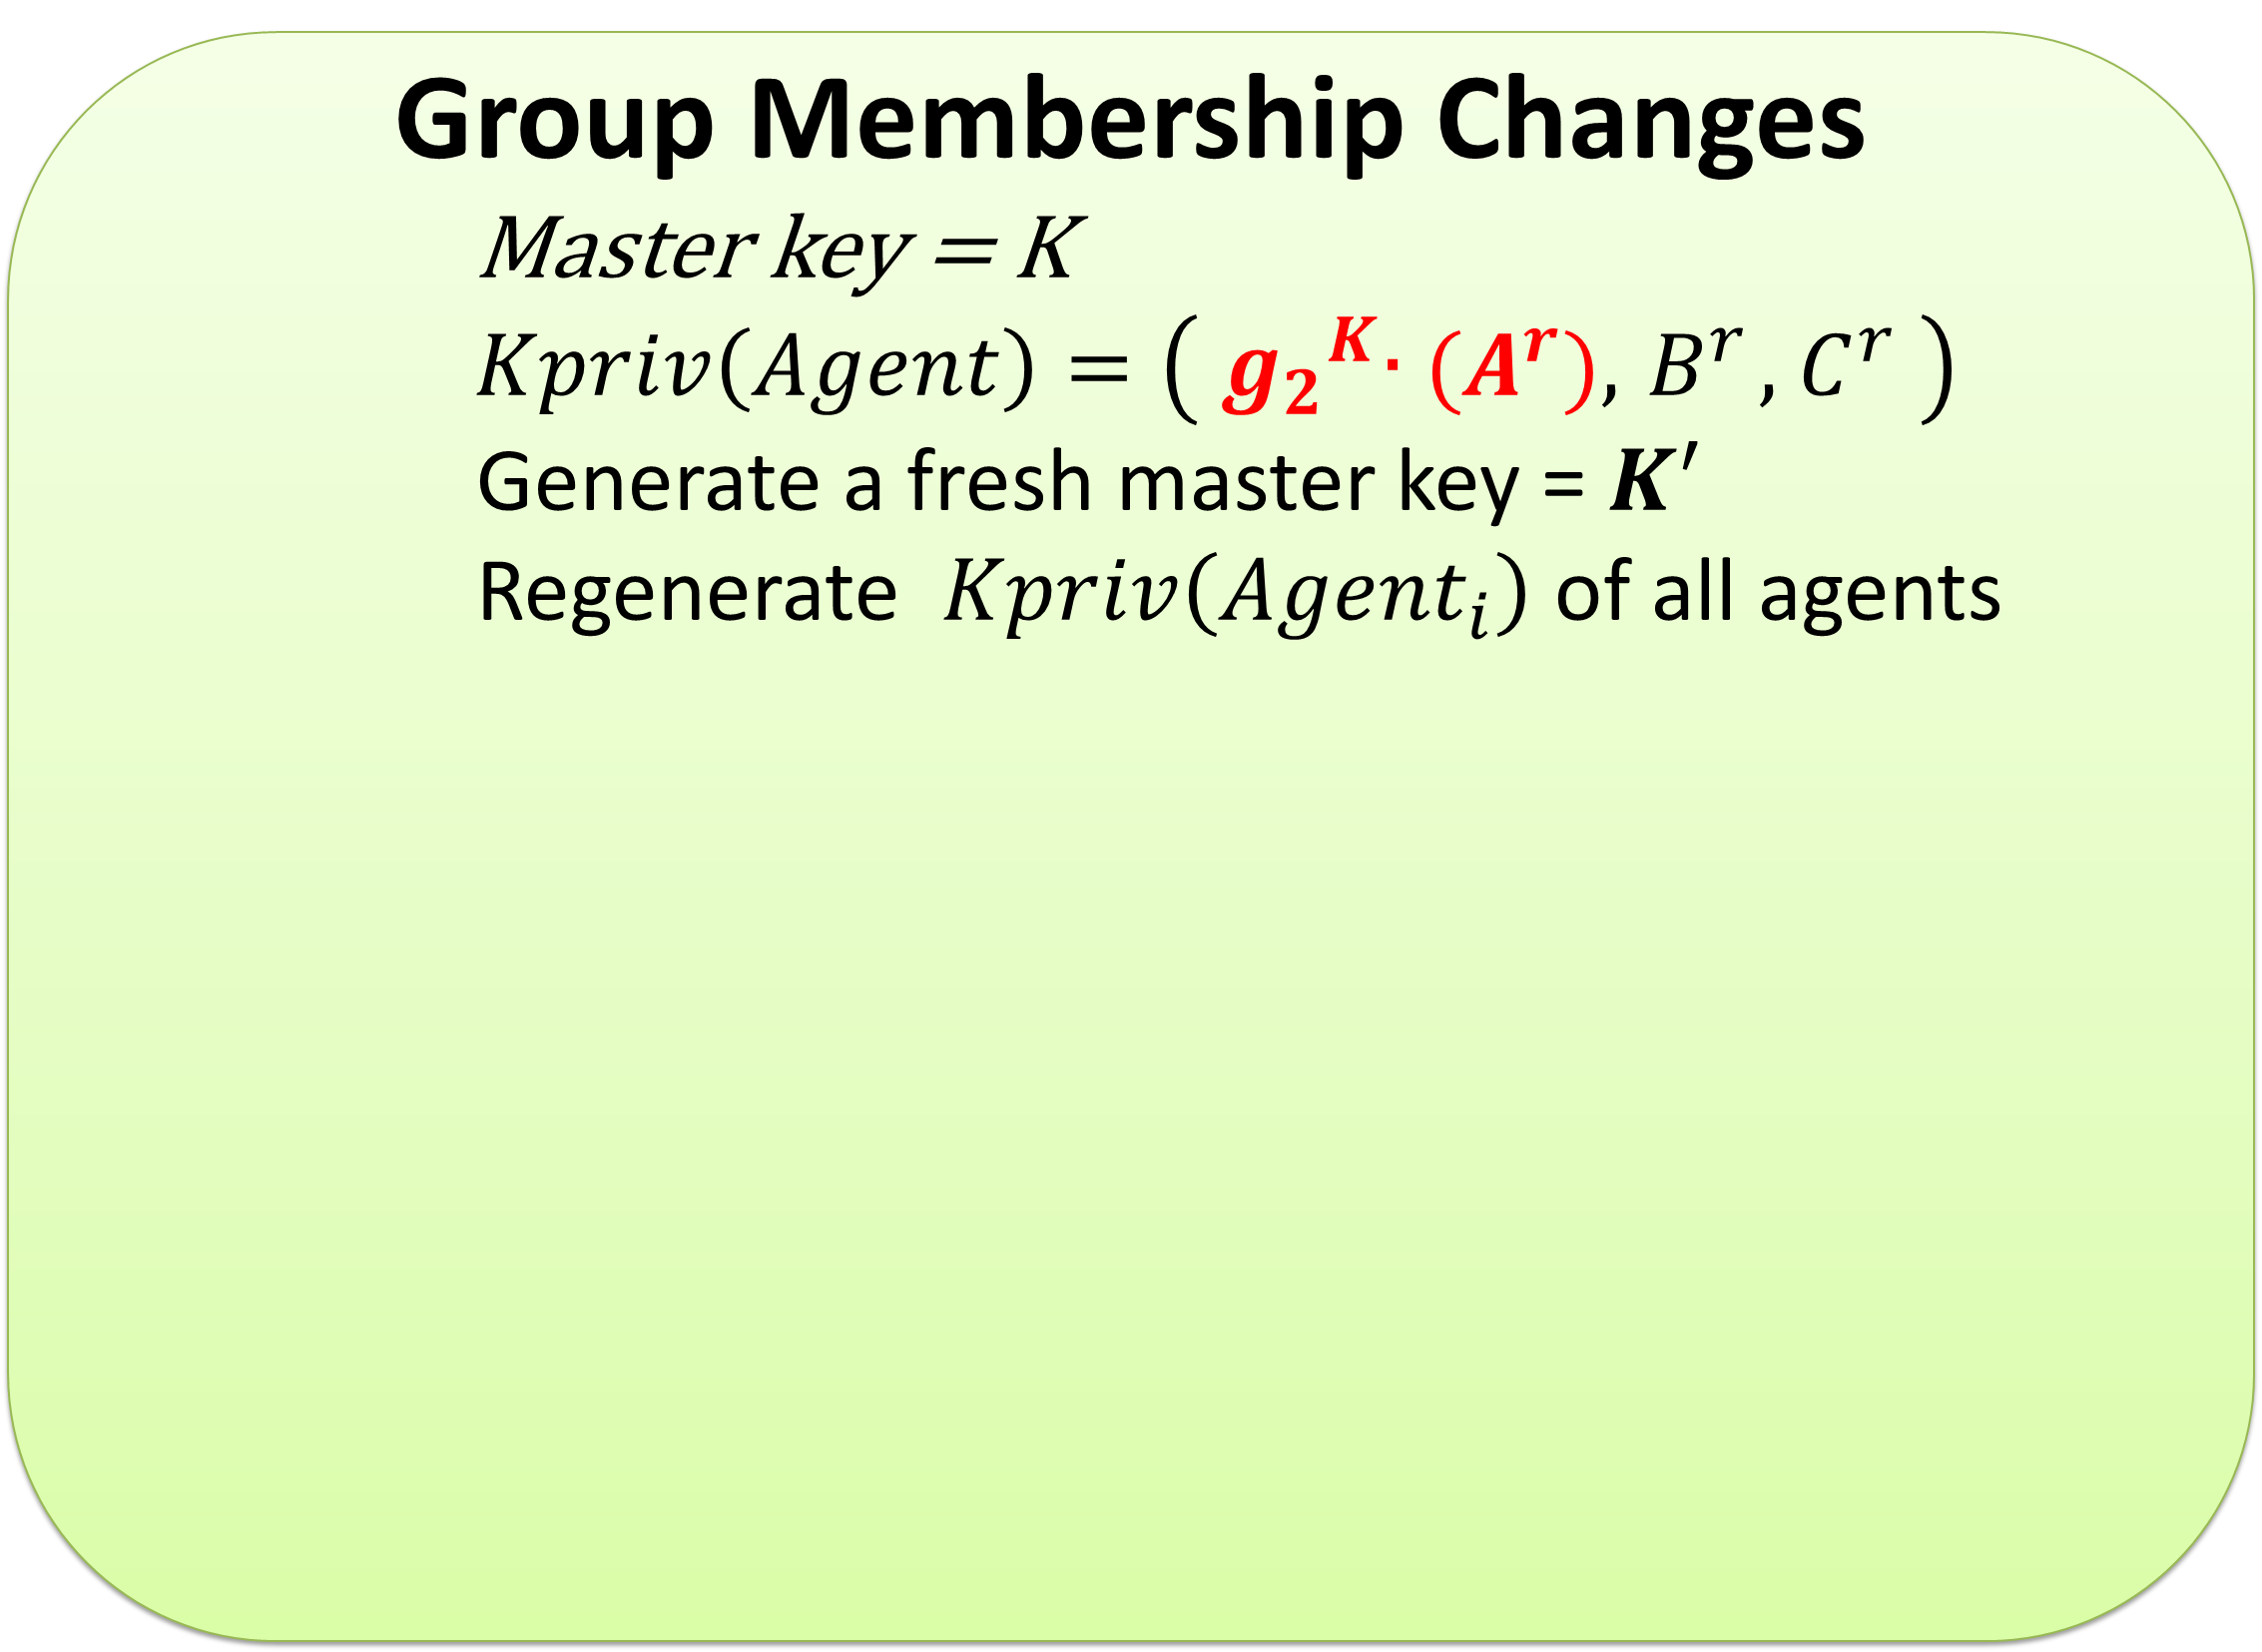 Group Membership Changes
Master key = K
Kpriv(Agent) = ( g₂ᴷ· (Aʳ), Bʳ , Cʳ )
Generate a fresh master key = K′
Regenerate Kpriv(Agentᵢ) of all agents